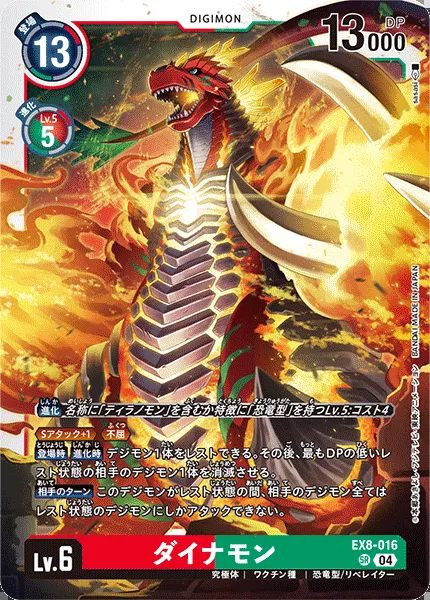 登場
13
DIGIMON
DP
13000
進化
Lv.5
5
sasasi
BANDAI MADE IN JAPAN
進化 名称に「ティラノモン」を含むか特徴に「恐竜型」を持つLv.5:コスト4
Sアタック+1 不屈
登場時 進化時 デジモン1体をレストできる。その後、最もDPの低いレ
スト状態の相手のデジモン1体を消滅させる。
相手のターン このデジモンがレスト状態の間、相手のデジモン全ては
レスト状態のデジモンにしかアタックできない。
Lv.6
ダイナモン
EX8-016
SR 04
究極体 | ワクチン種 | 恐竜型/リベレイター